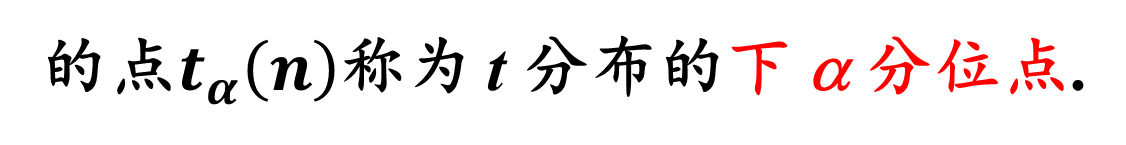 的点tα(n)称为 t 分布的下 α 分位点.